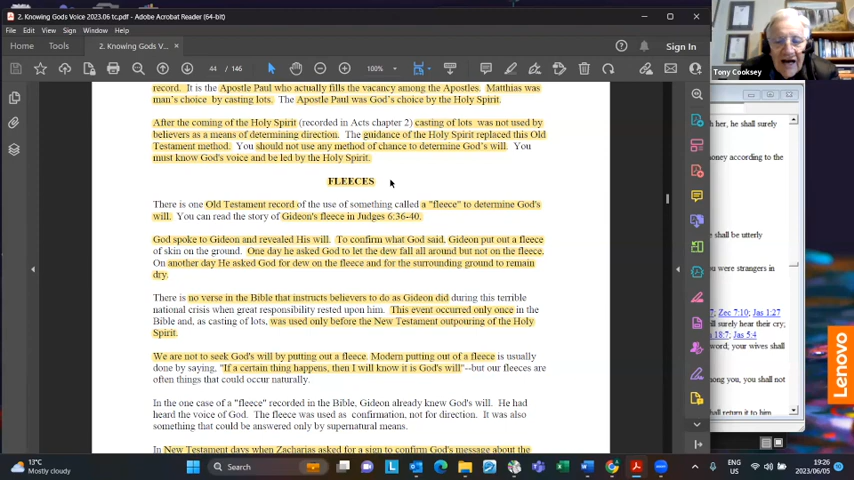 2. Knowing Gods Voice 2023.06 tc.pdf - Adobe Acrobat Reader (64-bit)
File Edit View Sign Window Help
Home Tools 2. Knowing Gods Voice ... × Sign In
44 / 146 100%
Tony Cooksey
record. It is the Apostle Paul who actually fills the vacancy among the Apostles. Matthias was
man's choice by casting lots. The Apostle Paul was God's choice by the Holy Spirit.
After the coming of the Holy Spirit (recorded in Acts chapter 2) casting of lots was not used by
believers as a means of determining direction. The guidance of the Holy Spirit replaced this Old
Testament method. You should not use any method of chance to determine God's will. You
must know God's voice and be led by the Holy Spirit.
FLEECES
There is one Old Testament record of the use of something called a "fleece" to determine God's
will. You can read the story of Gideon's fleece in Judges 6:36-40.
God spoke to Gideon and revealed His will. To confirm what God said, Gideon put out a fleece
of skin on the ground. One day he asked God to let the dew fall all around but not on the fleece.
On another day He asked God for dew on the fleece and for the surrounding ground to remain
dry.
There is no verse in the Bible that instructs believers to do as Gideon did during this terrible
national crisis when great responsibility rested upon him. This event occurred only once in the
Bible and, as casting of lots, was used only before the New Testament outpouring of the Holy
Spirit.
We are not to seek God's will by putting out a fleece. Modern putting out of a fleece is usually
done by saying, "If a certain thing happens, then I will know it is God's will"--but our fleeces are
often things that could occur naturally.
In the one case of a "fleece" recorded in the Bible, Gideon already knew God's will. He had
heard the voice of God. The fleece was used as confirmation, not for direction. It was also
something that could be answered only by supernatural means.
In New Testament days when Zacharias asked for a sign to confirm God's message about the
h her, he shall surely
oney according to the
shall be utterly
ou were strangers in
7; Zec 7:10; Jas 1:27
ll surely hear their cry;
18:7; Jas 5:4
word; your wives shall
ng you, you shall not
hall return it to him
Lenovo
13°C
Mostly cloudy
Search
ENG
US
19:26
2023/06/05